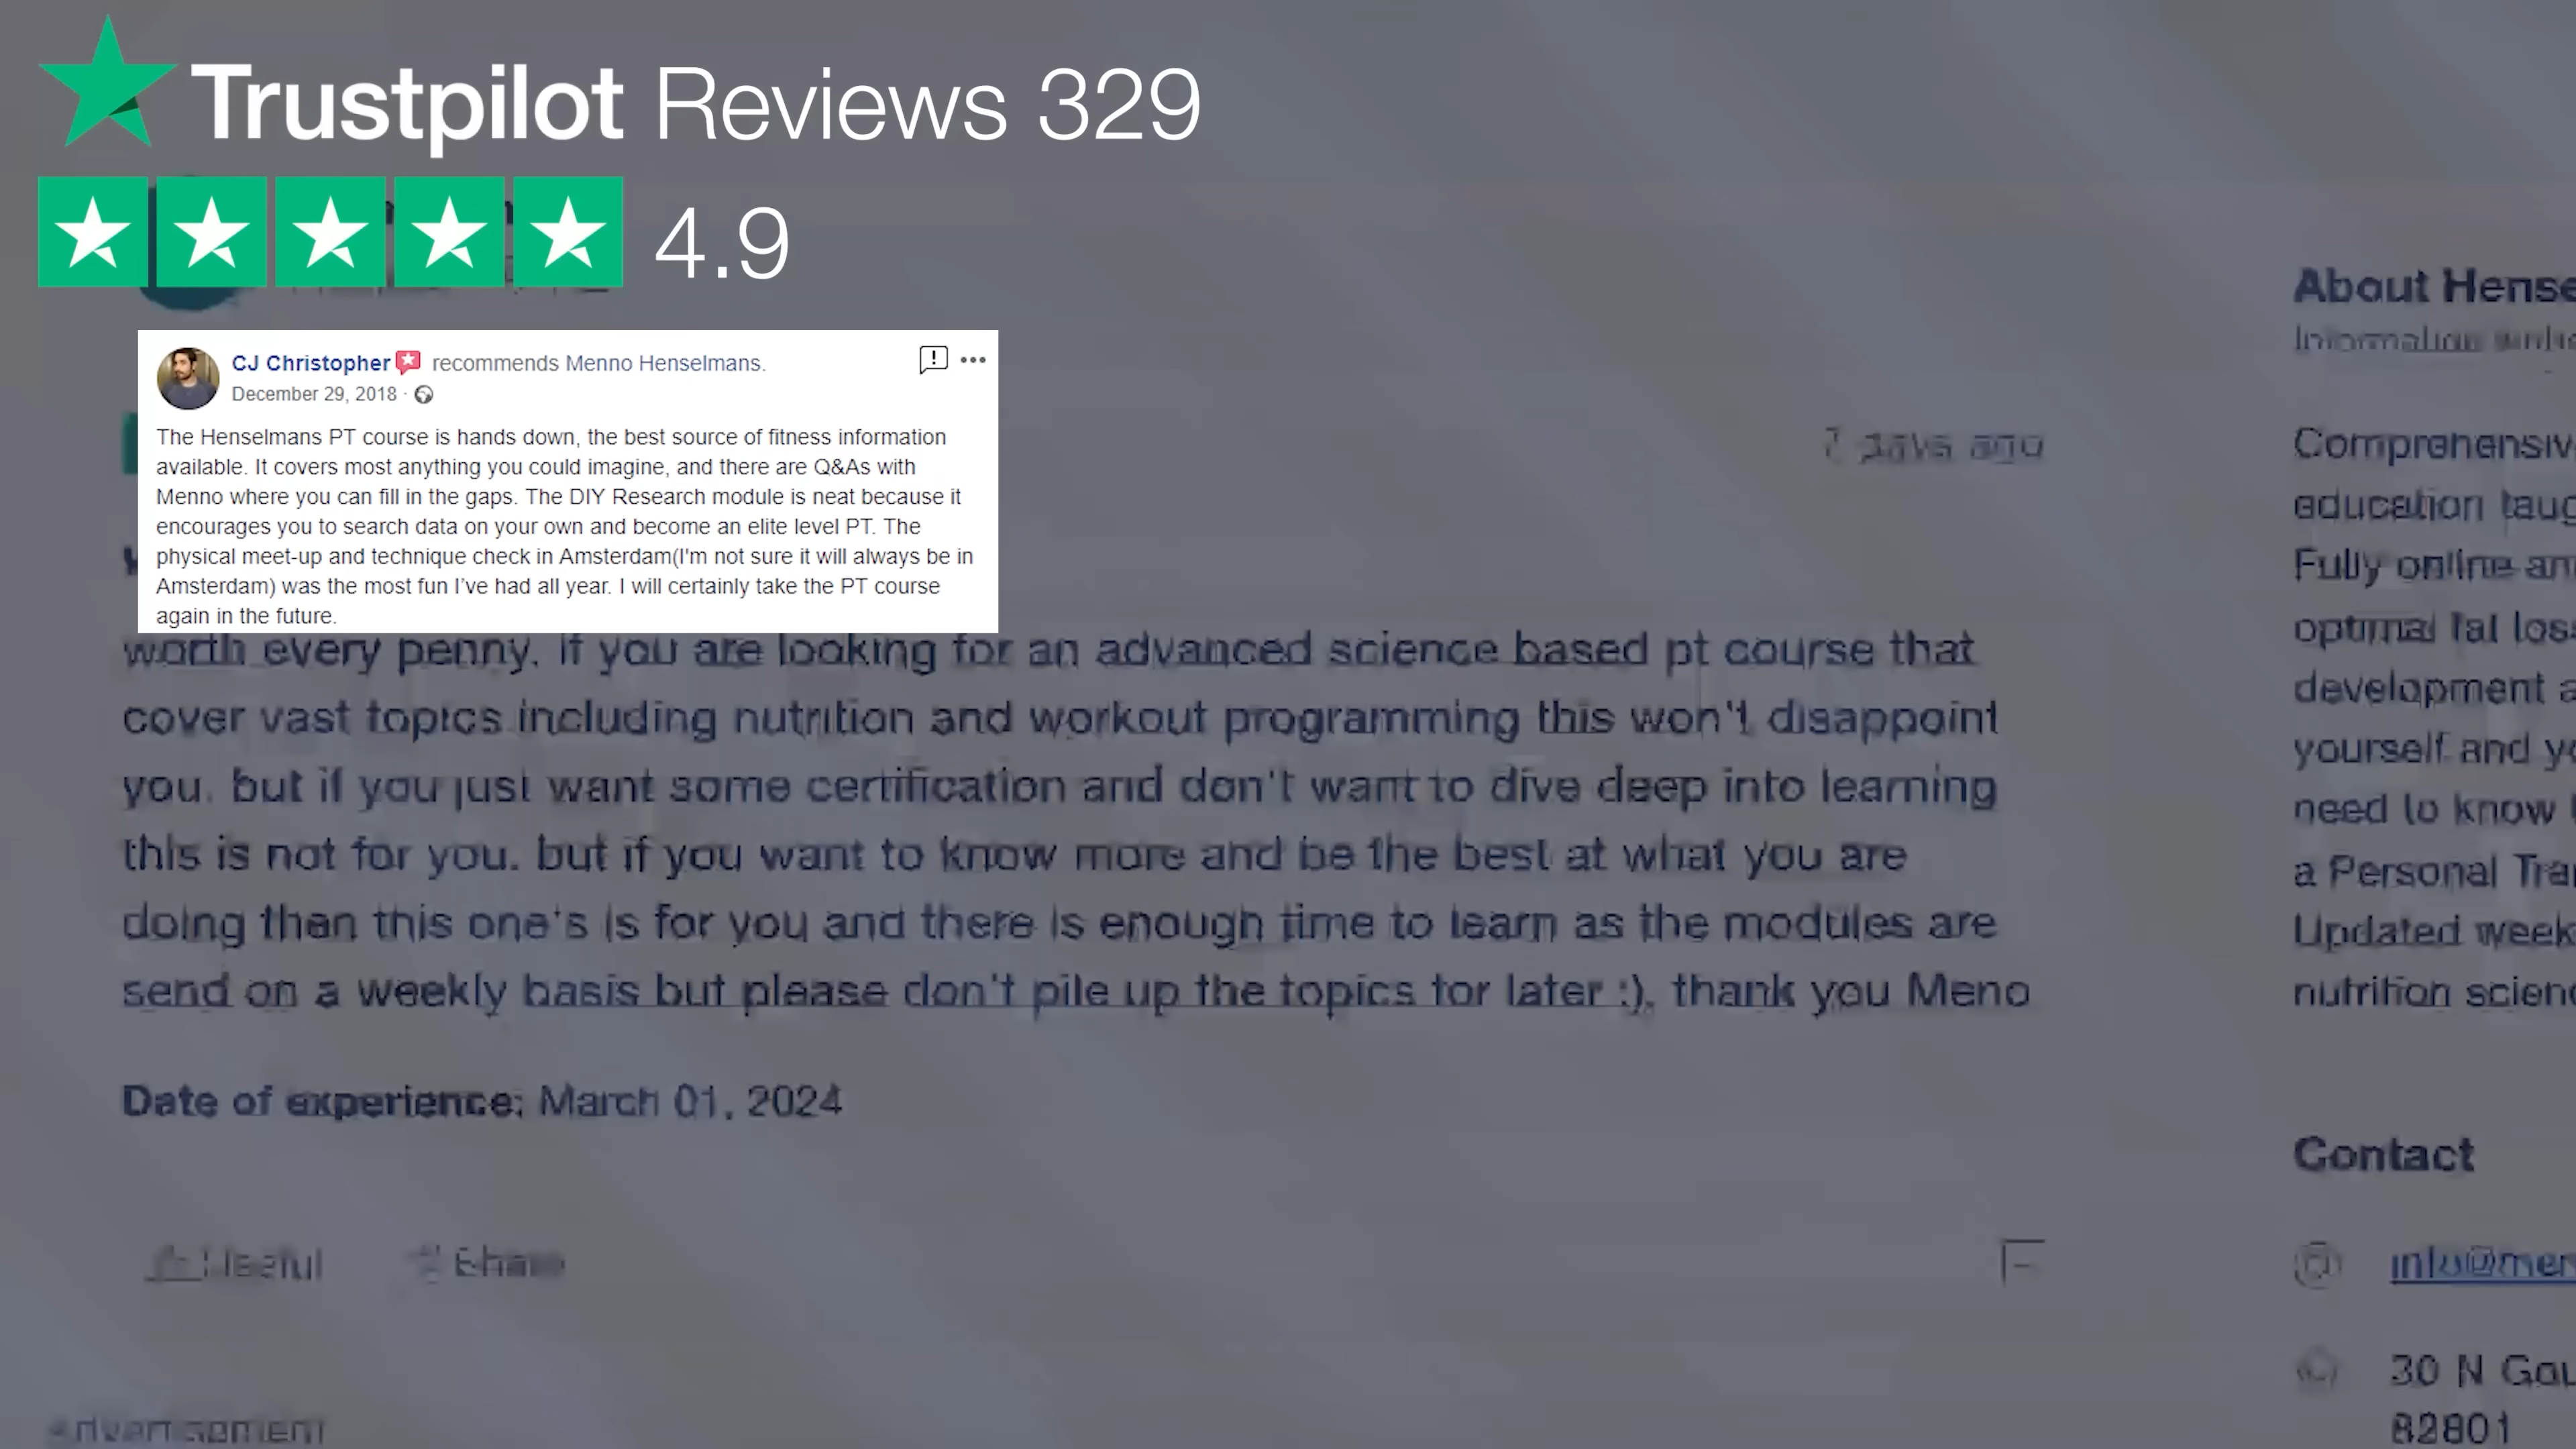 Trustpilot Reviews 329
4.9
CJ Christopher recommends Menno Henselmans.
December 29, 2018 ·
The Henselmans PT course is hands down, the best source of fitness information
available. It covers most anything you could imagine, and there are Q&As with
Menno where you can fill in the gaps. The DIY Research module is neat because it
encourages you to search data on your own and become an elite level PT. The
physical meet-up and technique check in Amsterdam(I'm not sure it will always be in
Amsterdam) was the most fun I've had all year. I will certainly take the PT course
again in the future.
days ago
worth every penny. if you are looking for an advanced science based pt course that
cover vast topics including nutrition and workout programming this won't disappoint
you. but if you just want some certification and don't want to dive deep into learning
this is not for you. but if you want to know more and be the best at what you are
doing then this one's is for you and there is enough time to learn as the modules are
send on a weekly basis but please don't pile up the topics for later :), thank you Meno
Date of experience: March 01, 2024
Useful Share
Advertisement
About Hense
Information
Comprehensiv
education taug
Fully online an
optimal fat loss
development a
yourself and yo
need to know
a Personal Tra
Updated week
nutrition scien
Contact
info@men
30 N Gou
82801